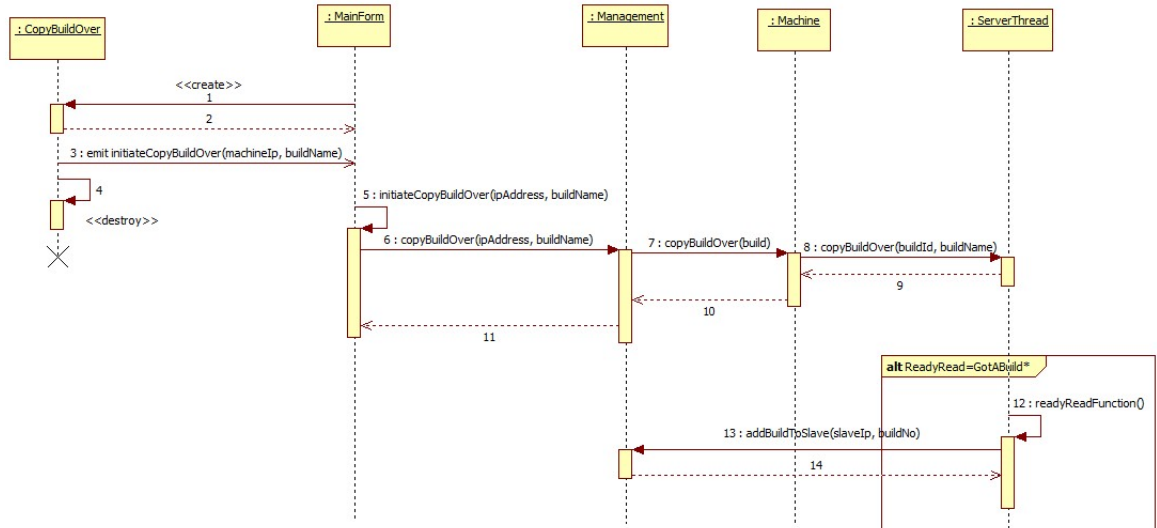 : CopyBuildOver
: MainForm
: Management
: Machine
: ServerThread
<<create>>
1
2
3 : emit initiateCopyBuildOver(machineIp, buildName)
4
<<destroy>>
5 : initiateCopyBuildOver(ipAddress, buildName)
6 : copyBuildOver(ipAddress, buildName)
7 : copyBuildOver(build)
8 : copyBuildOver(buildId, buildName)
9
10
11
alt ReadyRead=GotABuild*
12 : readyReadFunction()
13 : addBuildToSlave(slaveIp, buildNo)
14